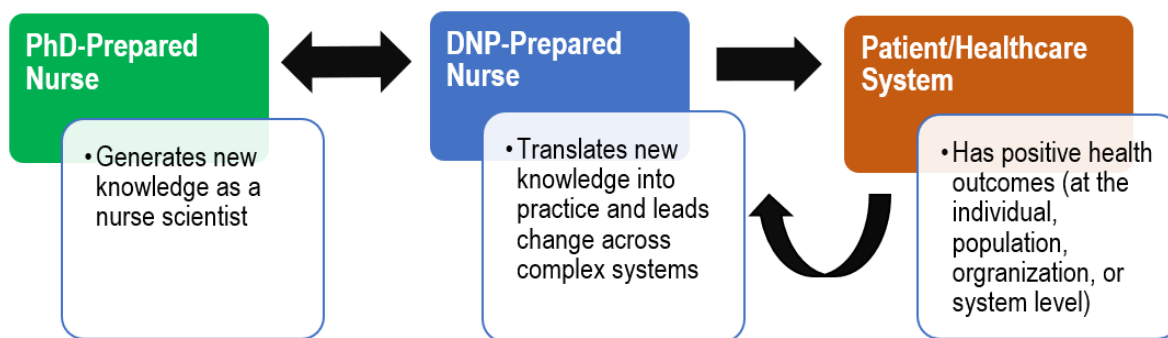 PhD-Prepared
Nurse
•Generates new
knowledge as a
nurse scientist
DNP-Prepared
Nurse
•Translates new
knowledge into
practice and leads
change across
complex systems
Patient/Healthcare
System
•Has positive health
outcomes (at the
individual,
population,
orgranization, or
system level)